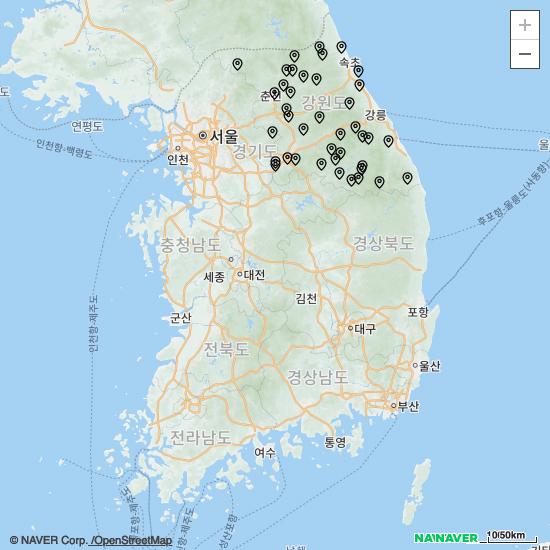 +
−
속초
춘천
강원도
강릉
연평도
서울
인천항-백령도
인천
경기도
울
후포항-울릉도(사동항)
충청남도
경상북도
세종
대전
김천
군산
포항
인천항-제주도
대구
전북도
경상남도
울산
부산
전라남도
여수
통영
© NAVER Corp. /OpenStreetMap
NAVER
10/50km